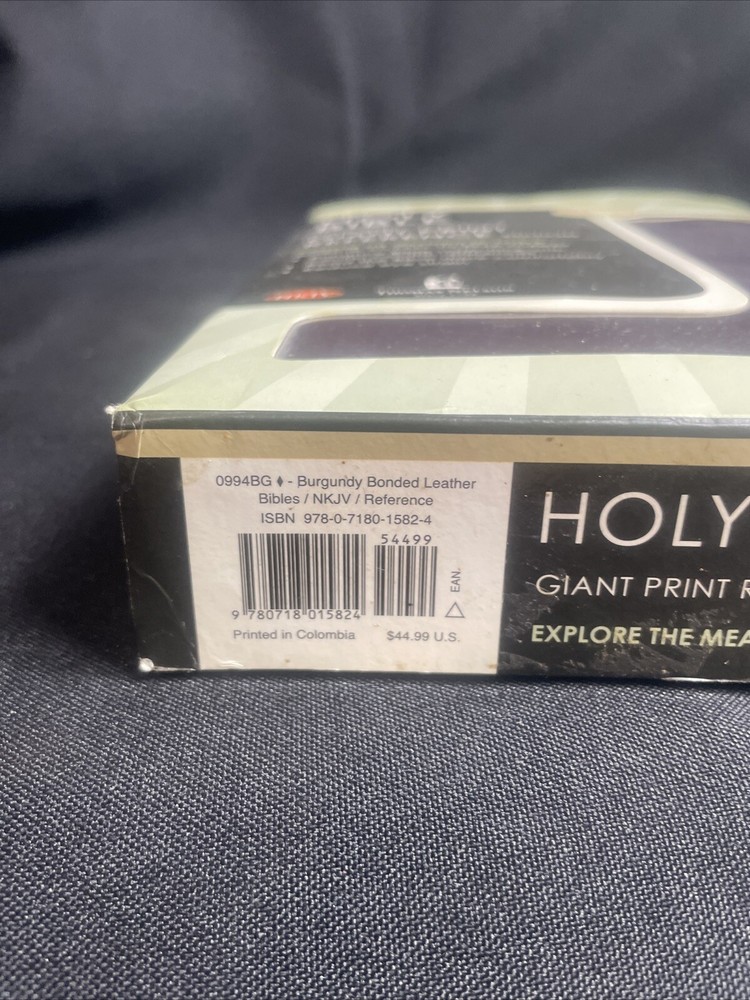 0994BG ♦ - Burgundy Bonded Leather
Bibles / NKJV / Reference
ISBN 978-0-7180-1582-4
54499
EAN.
9 780718 015824
Printed in Colombia $44.99 U.S.
HOLY
GIANT PRINT R
EXPLORE THE MEA